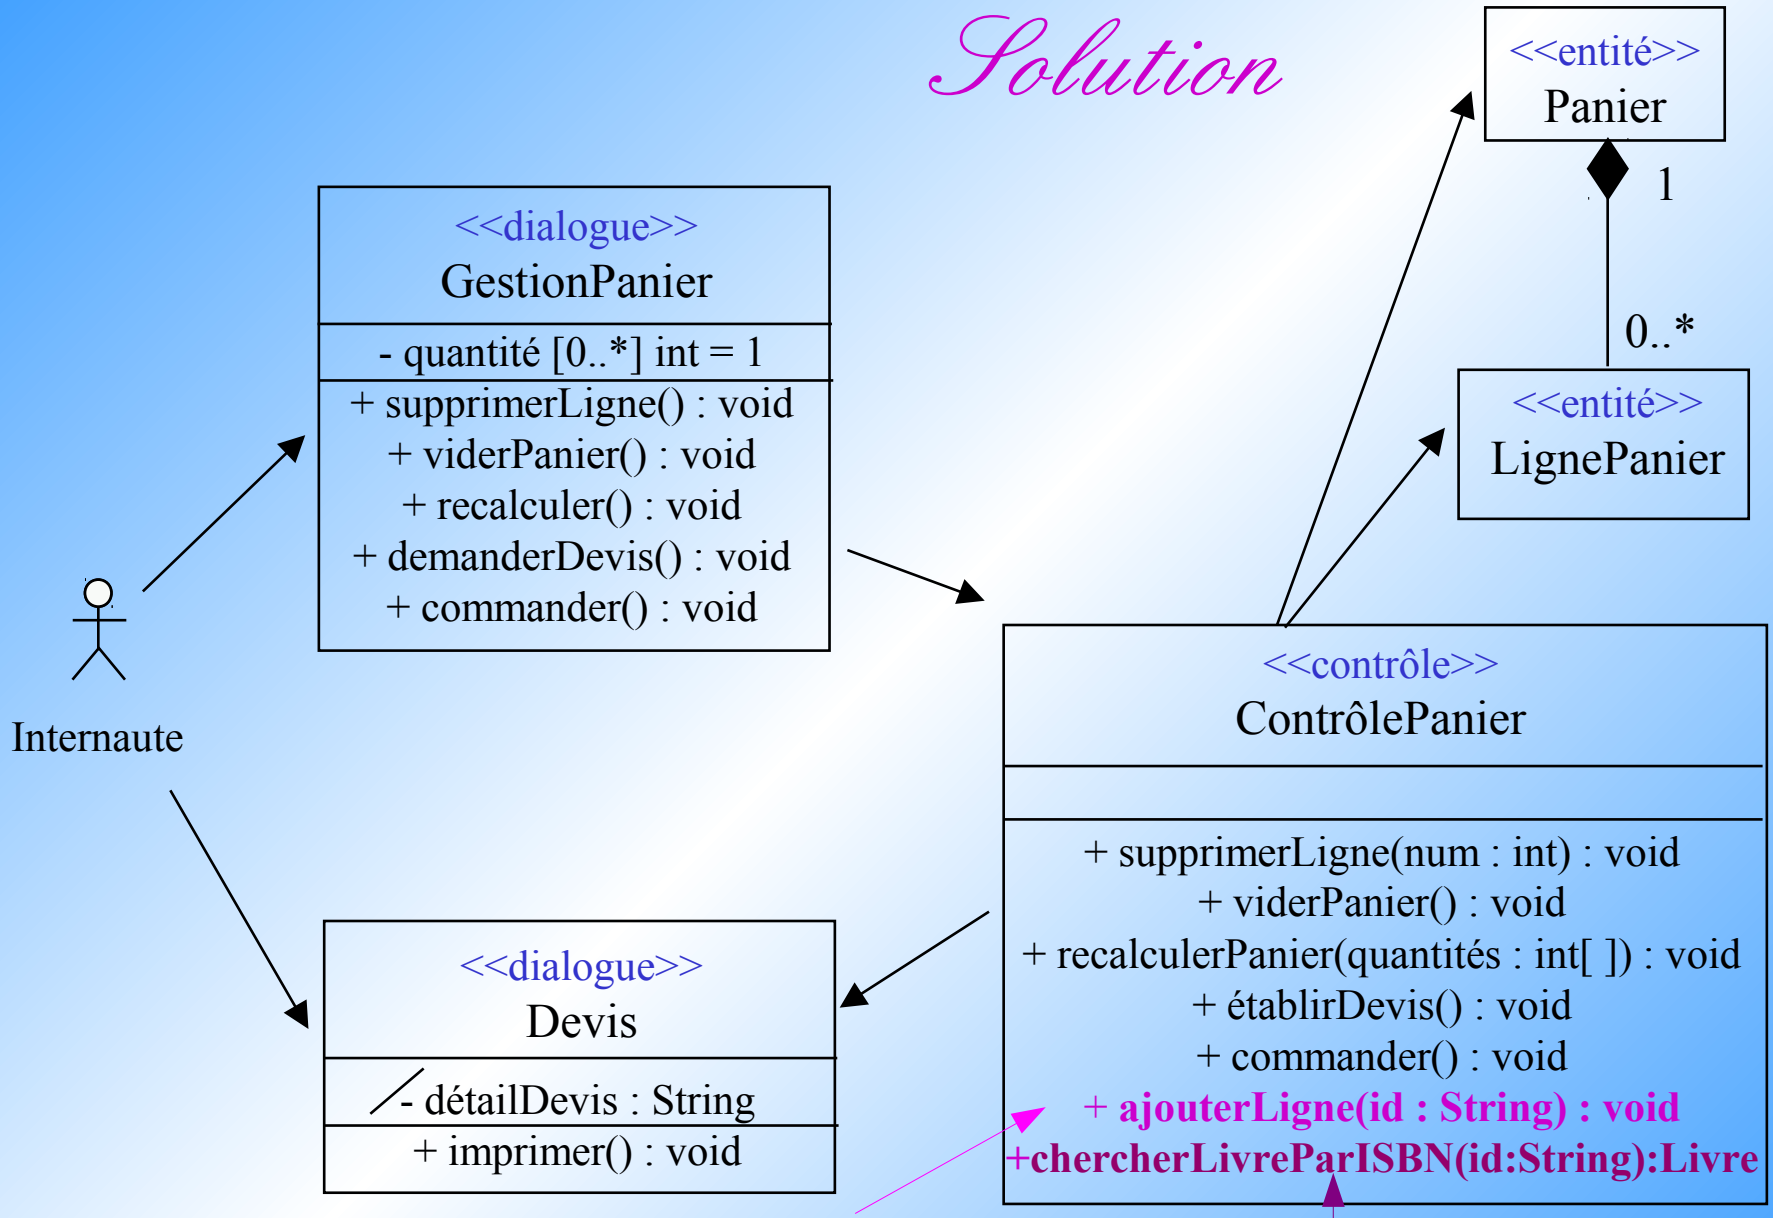 Solution
<<entité>>
Panier
1
0..*
<<entité>>
LignePanier
<<dialogue>>
GestionPanier
- quantité [0..*] int = 1
+ supprimerLigne() : void
+ viderPanier() : void
+ recalculer() : void
+ demanderDevis() : void
+ commander() : void
Internaute
<<contrôle>>
ContrôlePanier
+ supprimerLigne(num : int) : void
+ viderPanier() : void
+ recalculerPanier(quantités : int[ ]) : void
+ établirDevis() : void
+ commander() : void
+ ajouterLigne(id : String) : void
+chercherLivreParISBN(id:String):Livre
<<dialogue>>
Devis
/- détailDevis : String
+ imprimer() : void